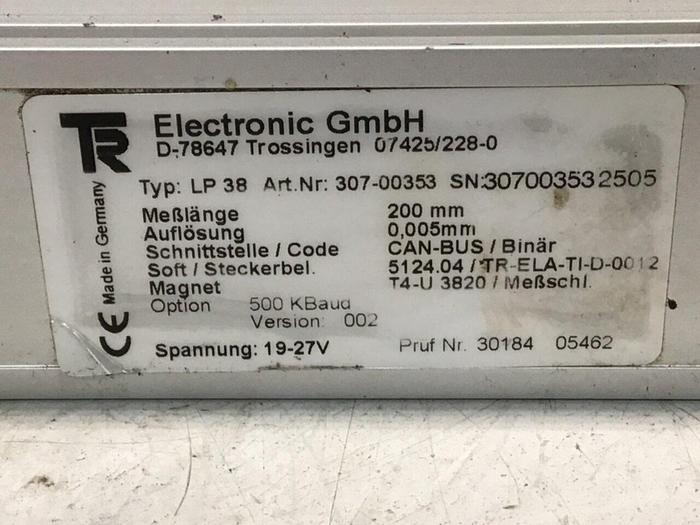 TR
Electronic GmbH
D-78647 Trossingen 07425/228-0
Typ: LP 38 Art.Nr: 307-00353 SN:307003532505
Meßlänge 200 mm
Auflösung 0,005mm
Schnittstelle / Code CAN-BUS / Binär
Soft / Steckerbel. 5124.04 / TR-ELA-TI-D-0012
Magnet T4-U 3820 / Meßschl.
Option 500 KBaud
Version: 002
Spannung: 19-27V Pruf Nr. 30184 05462
Made in Germany
CE